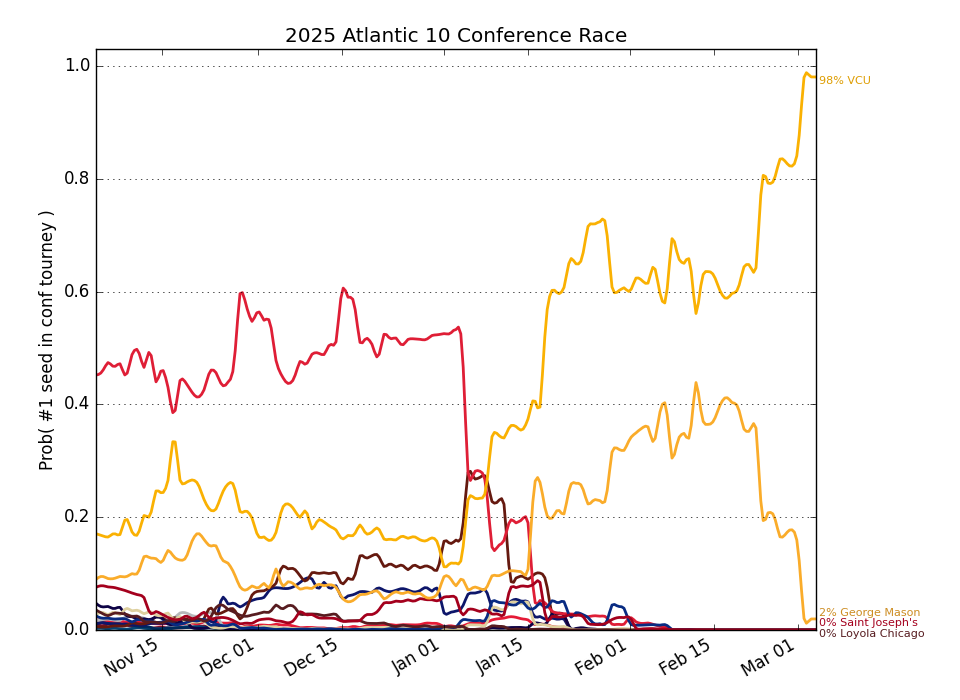 2025 Atlantic 10 Conference Race
Prob( #1 seed in conf tourney )
1.0
0.8
0.6
0.4
0.2
0.0
Nov 15
Dec 01
Dec 15
Jan 01
Jan 15
Feb 01
Feb 15
Mar 01
98% VCU
2% George Mason
0% Saint Joseph's
0% Loyola Chicago